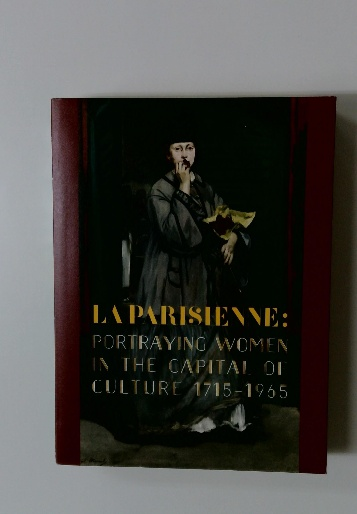 LA PARISIENNE:
PORTRAYING WOMEN
IN THE CAPITAL OF
CULTURE 1715-1965